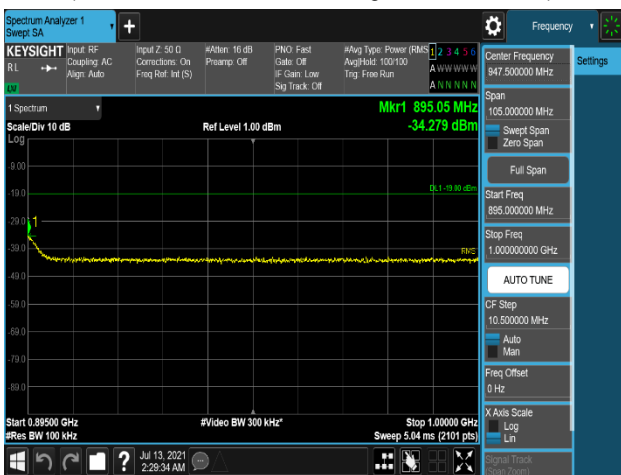 Spectrum Analyzer 1
Swept SA
+
Frequency
KEYSIGHT
RL
LXI
Input: RF
Coupling: AC
Align: Auto
Input Z: 50 Ω
Corrections: On
Freq Ref: Int (S)
#Atten: 16 dB
Preamp: Off
PNO: Fast
Gate: Off
IF Gain: Low
Sig Track: Off
#Avg Type: Power (RMS
Avg|Hold: 100/100
Trig: Free Run
1 2 3 4 5 6
A W W W W W
A N N N N N
1 Spectrum
Scale/Div 10 dB
Log
Ref Level 1.00 dBm
Mkr1 895.05 MHz
-34.279 dBm
-9.00
-19.0
DL1 -19.00 dBm
-29.0
1
-39.0
RMS
-49.0
-59.0
-69.0
-79.0
-89.0
Start 0.89500 GHz
#Res BW 100 kHz
#Video BW 300 kHz*
Stop 1.00000 GHz
Sweep 5.04 ms (2101 pts)
?
Jul 13, 2021
2:29:34 AM
Center Frequency
947.500000 MHz
Span
105.000000 MHz
Swept Span
Zero Span
Full Span
Start Freq
895.000000 MHz
Stop Freq
1.000000000 GHz
AUTO TUNE
CF Step
10.500000 MHz
Auto
Man
Freq Offset
0 Hz
X Axis Scale
Log
Lin
Signal Track
(Span Zoom)
Settings